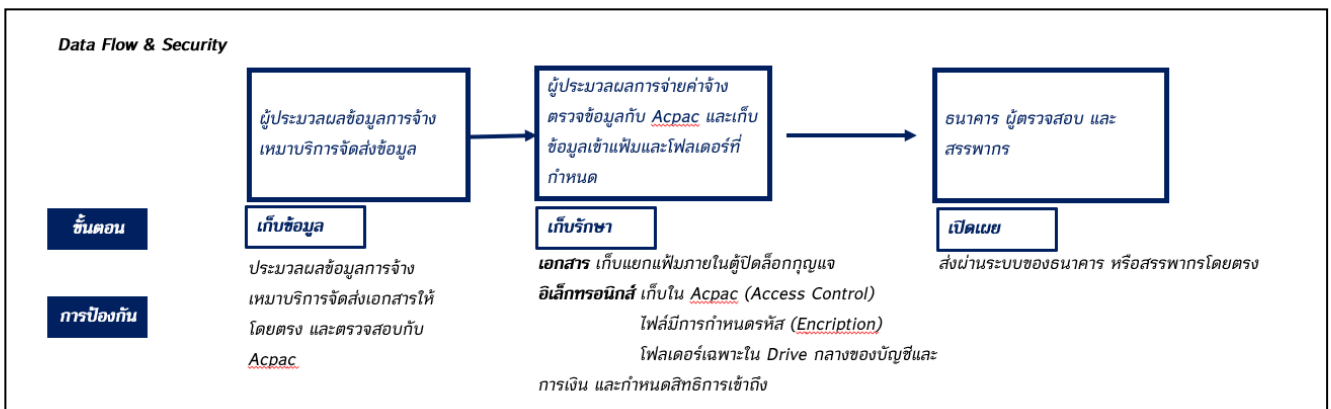 Data Flow & Security
ผู้ประมวลผลข้อมูลการจ้าง
เหมาบริการจัดส่งข้อมูล
ผู้ประมวลผลการจ่ายค่าจ้าง
ตรวจข้อมูลกับ Acpac และเก็บ
ข้อมูลเข้าแฟ้มและโฟลเดอร์ที่
กำหนด
ธนาคาร ผู้ตรวจสอบ และ
สรรพากร
ขั้นตอน
เก็บข้อมูล
เก็บรักษา
เปิดเผย
การป้องกัน
ประมวลผลข้อมูลการจ้าง
เหมาบริการจัดส่งเอกสารให้
โดยตรง และตรวจสอบกับ
Acpac
เอกสาร เก็บแยกแฟ้มภายในตู้ปิดล็อกกุญแจ
อิเล็กทรอนิกส์ เก็บใน Acpac (Access Control)
ไฟล์มีการกำหนดรหัส (Encription)
โฟลเดอร์เฉพาะใน Drive กลางของบัญชีและ
การเงิน และกำหนดสิทธิการเข้าถึง
ส่งผ่านระบบของธนาคาร หรือสรรพากรโดยตรง